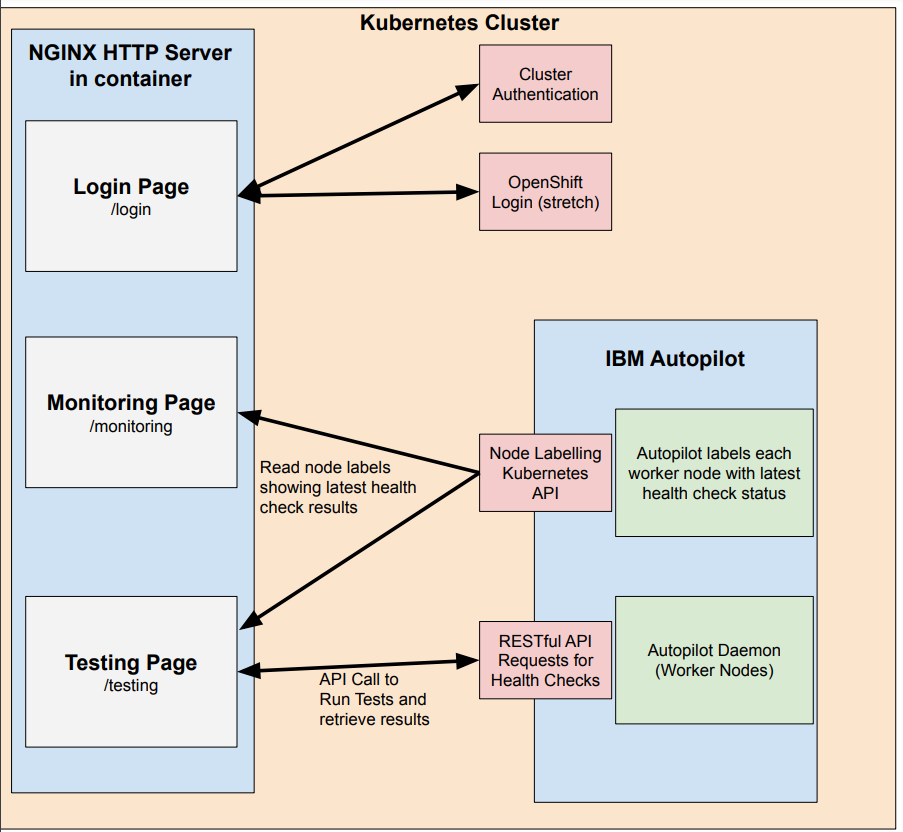 Kubernetes Cluster
NGINX HTTP Server
in container
Login Page
/login
Cluster
Authentication
OpenShift
Login (stretch)
Monitoring Page
/monitoring
Read node labels
showing latest health
check results
IBM Autopilot
Node Labelling
Kubernetes
API
Autopilot labels each
worker node with latest
health check status
Testing Page
/testing
API Call to
Run Tests and
retrieve results
RESTful API
Requests for
Health Checks
Autopilot Daemon
(Worker Nodes)